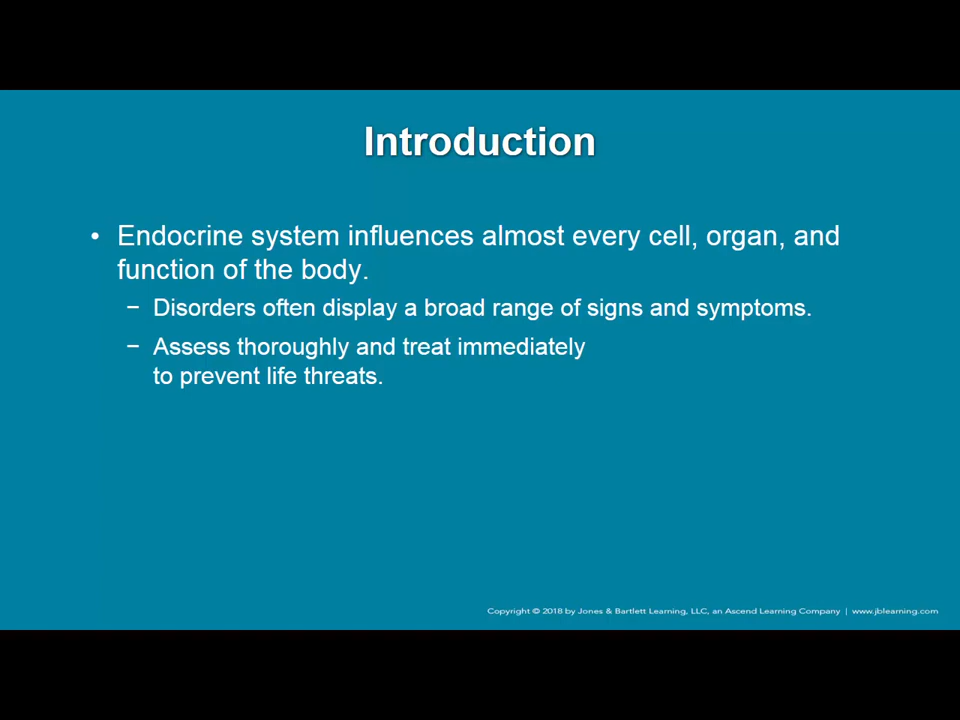 Introduction
• Endocrine system influences almost every cell, organ, and
function of the body.
− Disorders often display a broad range of signs and symptoms.
− Assess thoroughly and treat immediately
to prevent life threats.
Copyright © 2018 by Jones & Bartlett Learning, LLC, an Ascend Learning Company | www.jblearning.com